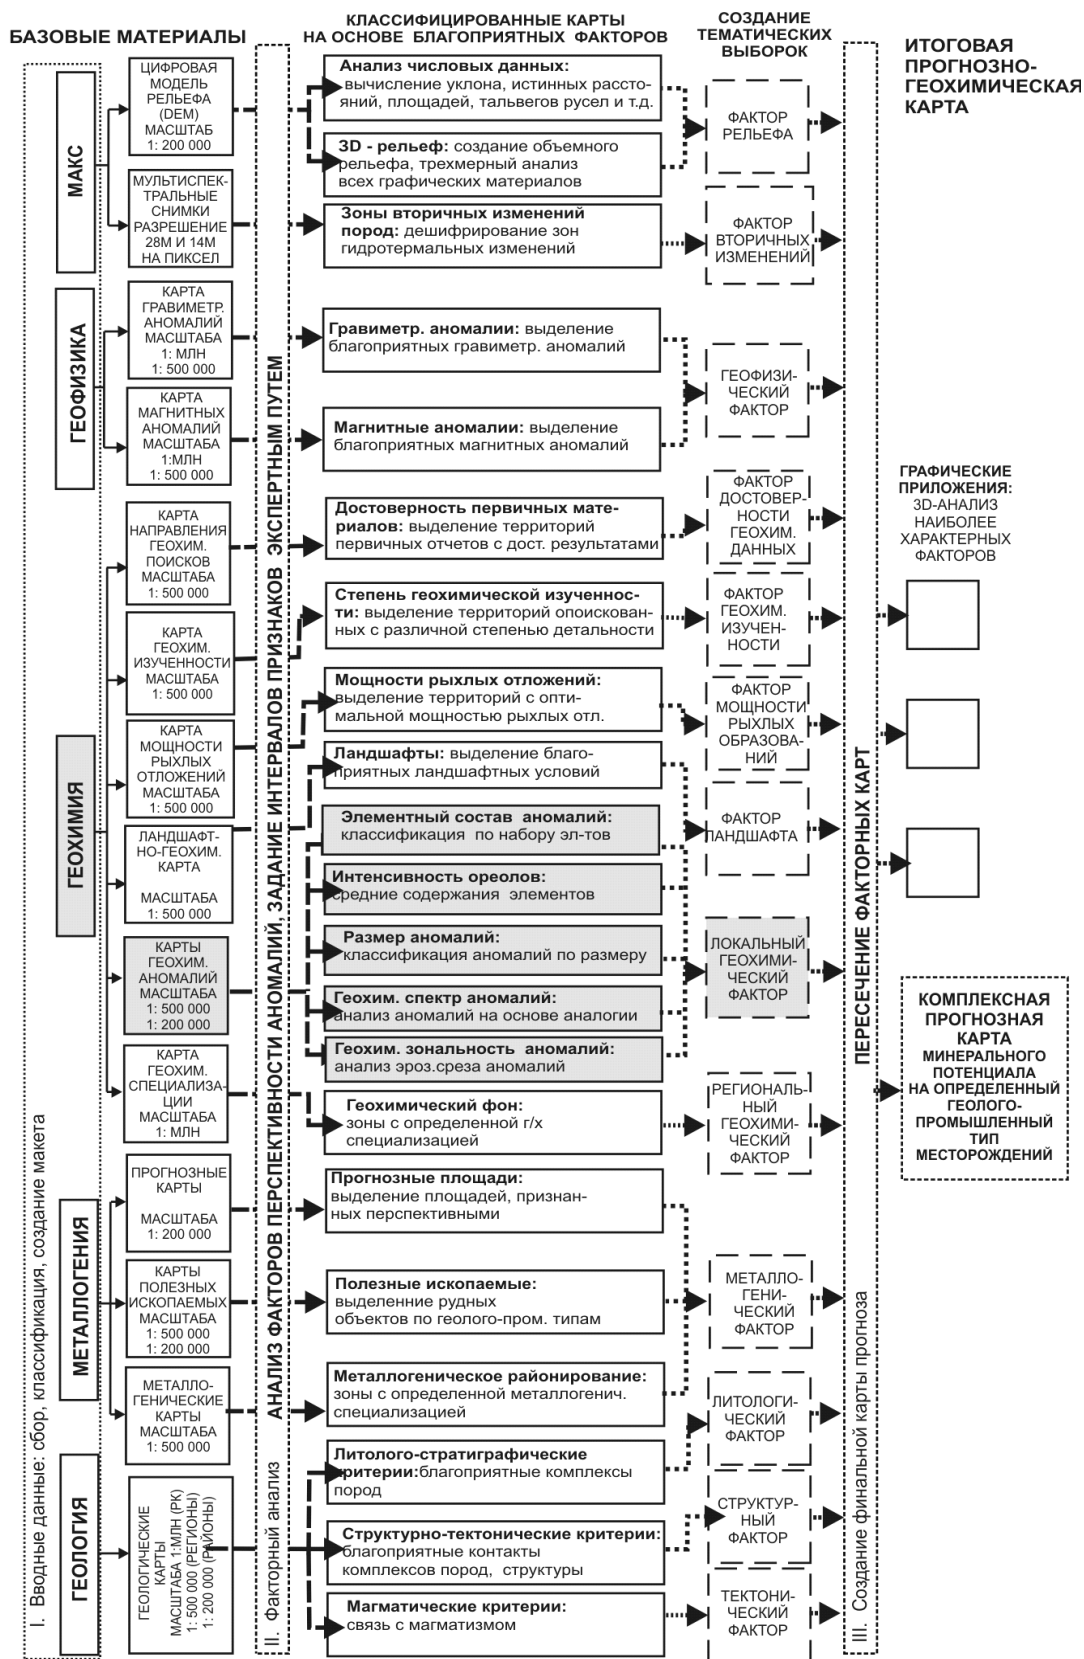 БАЗОВЫЕ МАТЕРИАЛЫ
КЛАССИФИЦИРОВАННЫЕ КАРТЫ
НА ОСНОВЕ БЛАГОПРИЯТНЫХ ФАКТОРОВ
СОЗДАНИЕ
ТЕМАТИЧЕСКИХ
ВЫБОРОК
ИТОГОВАЯ
ПРОГНОЗНО-
ГЕОХИМИЧЕСКАЯ
КАРТА
I. Вводные данные: сбор, классификация, создание макета
МАКС
ГЕОФИЗИКА
ГЕОХИМИЯ
МЕТАЛЛОГЕНИЯ
ГЕОЛОГИЯ
ЦИФРОВАЯ
МОДЕЛЬ
РЕЛЬЕФА
(DEM)
МАСШТАБ
1: 200 000
МУЛЬТИСПЕК-
ТРАЛЬНЫЕ
СНИМКИ
РАЗРЕШЕНИЕ
28М И 14М
НА ПИКСЕЛ
КАРТА
ГРАВИМЕТР.
АНОМАЛИЙ
МАСШТАБА
1: МЛН
1: 500 000
КАРТА
МАГНИТНЫХ
АНОМАЛИЙ
МАСШТАБА
1:МЛН
1: 500 000
КАРТА
НАПРАВЛЕНИЯ
ГЕОХИМ.
ПОИСКОВ
МАСШТАБА
1: 500 000
КАРТА
ГЕОХИМ.
ИЗУЧЕННОСТИ
МАСШТАБА
1: 500 000
КАРТА
МОЩНОСТИ
РЫХЛЫХ
ОТЛОЖЕНИЙ
МАСШТАБА
1: 500 000
ЛАНДШАФТ-
НО-ГЕОХИМ.
КАРТА
МАСШТАБА
1: 500 000
КАРТЫ
ГЕОХИМ.
АНОМАЛИЙ
МАСШТАБА
1: 500 000
1: 200 000
КАРТА
ГЕОХИМ.
СПЕЦИАЛИЗА-
ЦИИ
МАСШТАБА
1: МЛН
ПРОГНОЗНЫЕ
КАРТЫ
МАСШТАБА
1: 200 000
КАРТЫ
ПОЛЕЗНЫХ
ИСКОПАЕМЫХ
МАСШТАБА
1: 500 000
1: 200 000
МЕТАЛЛО-
ГЕНИЧЕСКИЕ
КАРТЫ
МАСШТАБА
1: 500 000
ГЕОЛОГИЧЕСКИЕ
КАРТЫ
МАСШТАБА 1:МЛН (РК)
1: 500 000 (РЕГИОНЫ)
1: 200 000 (РАЙОНЫ)
II. Факторный анализ
АНАЛИЗ ФАКТОРОВ ПЕРСПЕКТИВНОСТИ АНОМАЛИЙ, ЗАДАНИЕ ИНТЕРВАЛОВ ПРИЗНАКОВ ЭКСПЕРТНЫМ ПУТЕМ
Анализ числовых данных:
вычисление уклона, истинных рассто-
яний, площадей, тальвегов русел и т.д.
3D - рельеф: создание объемного
рельефа, трехмерный анализ
всех графических материалов
Зоны вторичных изменений
пород: дешифрирование зон
гидротермальных изменений
Гравиметр. аномалии: выделение
благоприятных гравиметр. аномалий
Магнитные аномалии: выделение
благоприятных магнитных аномалий
Достоверность первичных мате-
риалов: выделение территорий
первичных отчетов с дост. результатами
Степень геохимической изученнос-
ти: выделение территорий опоискован-
ных с различной степенью детальности
Мощности рыхлых отложений:
выделение территорий с опти-
мальной мощностью рыхлых отл.
Ландшафты: выделение благо-
приятных ландшафтных условий
Элементный состав аномалий:
классификация по набору эл-тов
Интенсивность ореолов:
средние содержания элементов
Размер аномалий:
классификация аномалий по размеру
Геохим. спектр аномалий:
анализ аномалий на основе аналогии
Геохим. зональность аномалий:
анализ эроз.среза аномалий
Геохимический фон:
зоны с определенной г/х
специализацией
Прогнозные площади:
выделение площадей, признан-
ных перспективными
Полезные ископаемые:
выделенние рудных
объектов по геолого-пром. типам
Металлогеническое районирование:
зоны с определенной металлогенич.
специализацией
Литолого-стратиграфические
критерии:благоприятные комплексы
пород
Структурно-тектонические критерии:
благоприятные контакты
комплексов пород, структуры
Магматические критерии:
связь с магматизмом
ФАКТОР
РЕЛЬЕФА
ФАКТОР
ВТОРИЧНЫХ
ИЗМЕНЕНИЙ
ГЕОФИЗИ-
ЧЕСКИЙ
ФАКТОР
ФАКТОР
ДОСТОВЕР-
НОСТИ
ГЕОХИМ.
ДАННЫХ
ФАКТОР
ГЕОХИМ.
ИЗУЧЕН-
НОСТИ
ФАКТОР
МОЩНОСТИ
РЫХЛЫХ
ОБРАЗОВА-
НИЙ
ФАКТОР
ЛАНДШАФТА
ЛОКАЛЬНЫЙ
ГЕОХИМИ-
ЧЕСКИЙ
ФАКТОР
РЕГИОНАЛЬ-
НЫЙ
ГЕОХИМИ-
ЧЕСКИЙ
ФАКТОР
МЕТАЛЛО-
ГЕНИ-
ЧЕСКИЙ
ФАКТОР
ЛИТОЛОГИ-
ЧЕСКИЙ
ФАКТОР
СТРУКТУР-
НЫЙ
ФАКТОР
ТЕКТОНИ-
ЧЕСКИЙ
ФАКТОР
III. Создание финальной карты прогноза
ПЕРЕСЕЧЕНИЕ ФАКТОРНЫХ КАРТ
ГРАФИЧЕСКИЕ
ПРИЛОЖЕНИЯ:
3D-АНАЛИЗ
НАИБОЛЕЕ
ХАРАКТЕРНЫХ
ФАКТОРОВ
КОМПЛЕКСНАЯ
ПРОГНОЗНАЯ
КАРТА
МИНЕРАЛЬНОГО
ПОТЕНЦИАЛА
НА ОПРЕДЕЛЕННЫЙ
ГЕОЛОГО-
ПРОМЫШЛЕННЫЙ
ТИП
МЕСТОРОЖДЕНИЙ